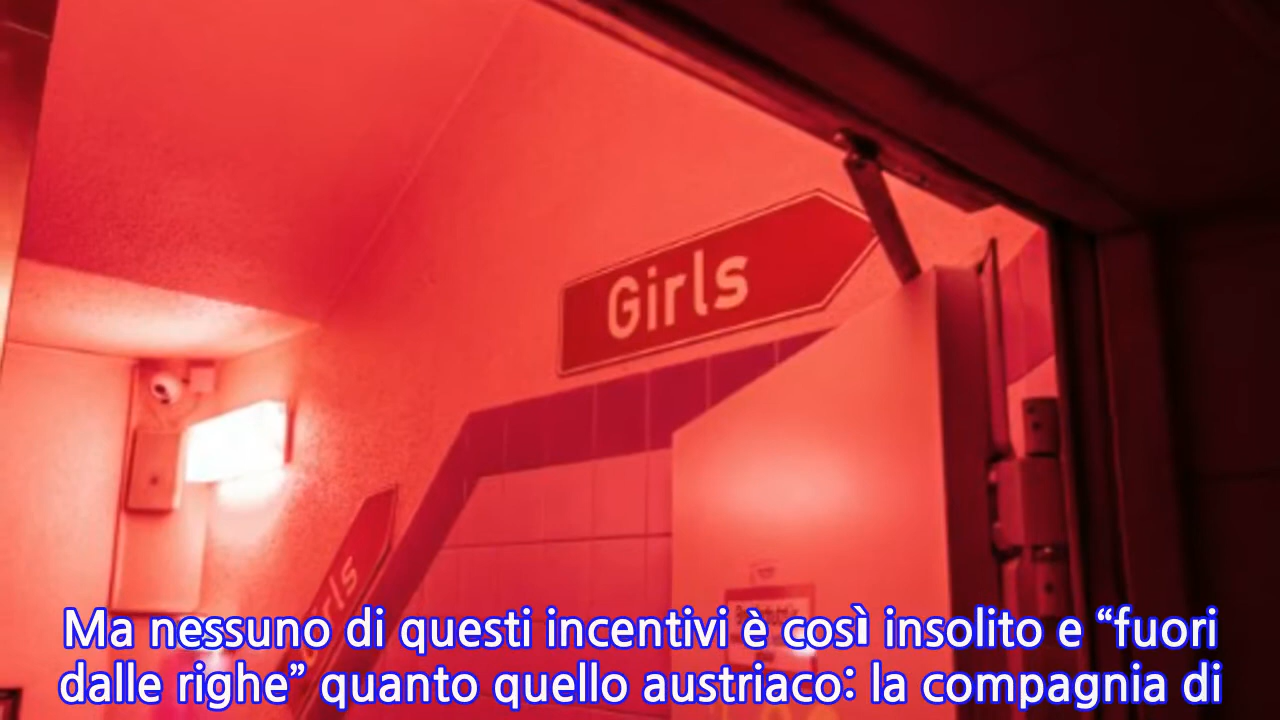 Girls
Ma nessuno di questi incentivi è così insolito e “fuori
dalle righe” quanto quello austriaco: la compagnia di